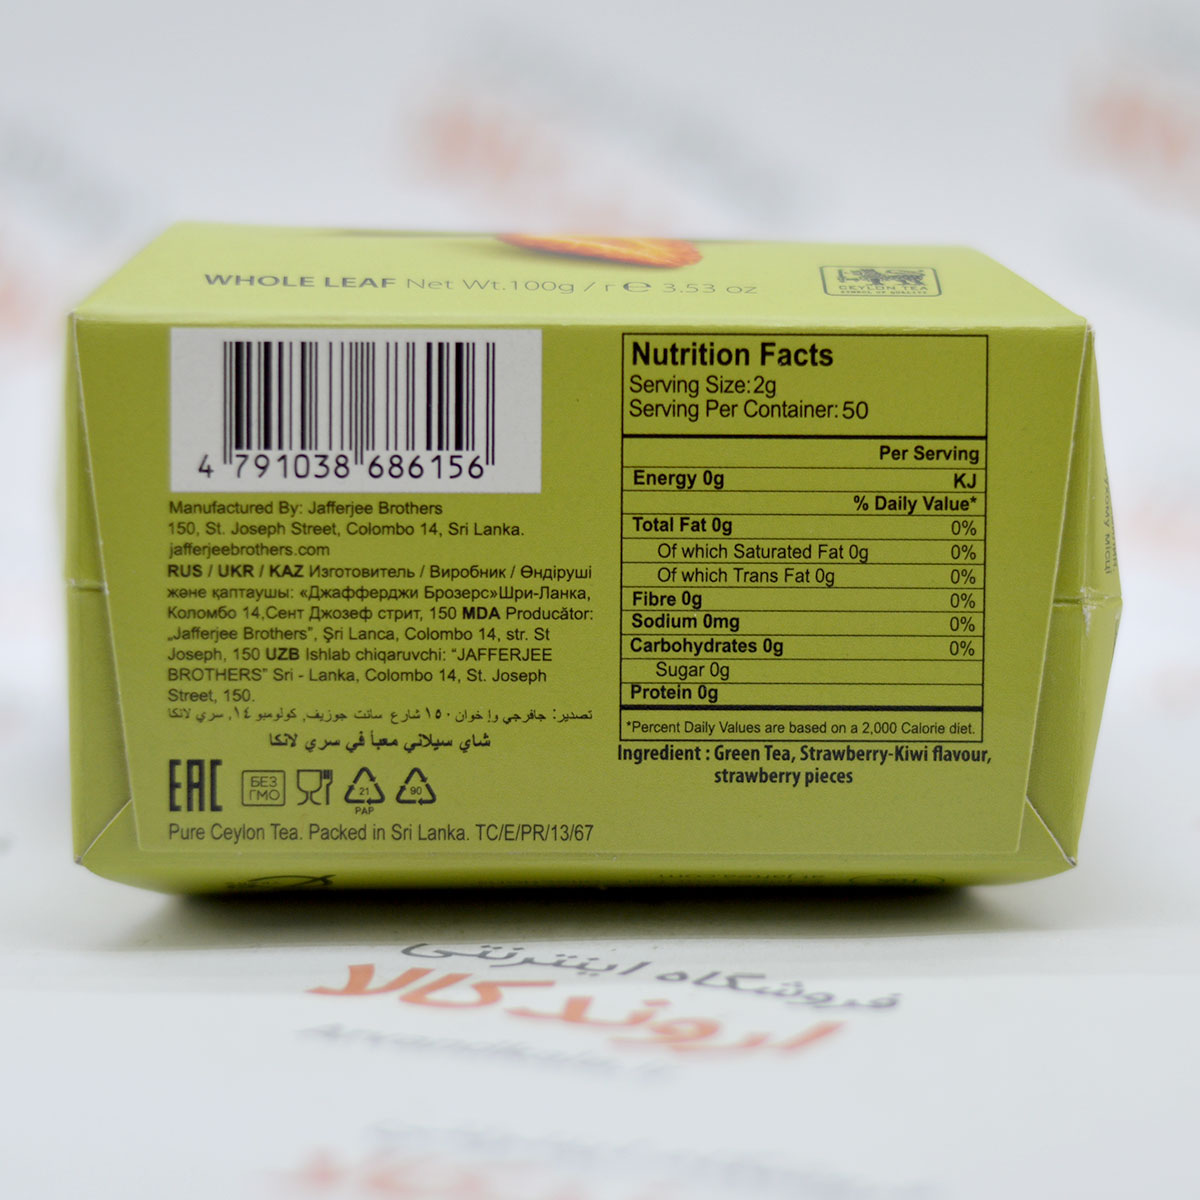 WHOLE LEAF Net Wt.100g / г ℮ 3.53 oz
CEYLON TEA
SYMBOL OF QUALITY
4 791038 686156
Manufactured By: Jafferjee Brothers
150, St. Joseph Street, Colombo 14, Sri Lanka.
jafferjeebrothers.com
RUS / UKR / KAZ Изготовитель / Виробник / Өндіруші
және қаптаушы: «Джафферджи Брозерс»Шри-Ланка,
Коломбо 14,Сент Джозеф стрит, 150 MDA Producător:
„Jafferjee Brothers”, Şri Lanca, Colombo 14, str. St
Joseph, 150 UZB Ishlab chiqaruvchi: “JAFFERJEE
BROTHERS” Sri - Lanka, Colombo 14, St. Joseph
Street, 150.
تصدير: جافرجي وإخوان ١٥٠ شارع سانت جوزيف, كولومبو ١٤, سري لانكا
شاي سيلاني معبأ في سري لانكا
EAC
БЕЗ
ГМО
21
PAP
90
Pure Ceylon Tea. Packed in Sri Lanka. TC/E/PR/13/67
Nutrition Facts
Serving Size:2g
Serving Per Container:50
Per Serving
Energy 0g KJ
% Daily Value*
Total Fat 0g 0%
Of which Saturated Fat 0g 0%
Of which Trans Fat 0g 0%
Fibre 0g 0%
Sodium 0mg 0%
Carbohydrates 0g 0%
Sugar 0g
Protein 0g
*Percent Daily Values are based on a 2,000 Calorie diet.
Ingredient : Green Tea, Strawberry-Kiwi flavour,
strawberry pieces
فروشگاه اینترنتی
اروندکالا